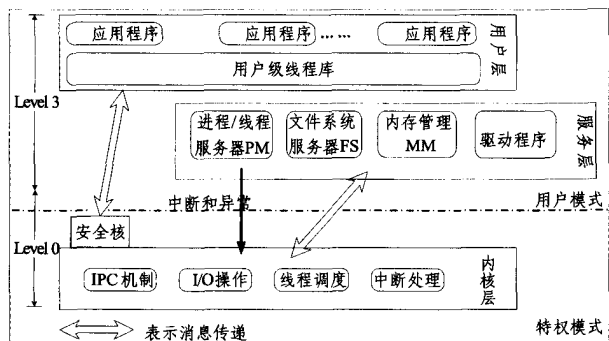 应用程序 应用程序 …… 应用程序
用户级线程库
用户层
Level 3
进程/线程
服务器PM
文件系统
服务器FS
内存管理
MM
驱动程序
服务层
中断和异常
用户模式
Level 0
安全核
IPC机制 I/O操作 线程调度 中断处理
内核层
表示消息传递
特权模式